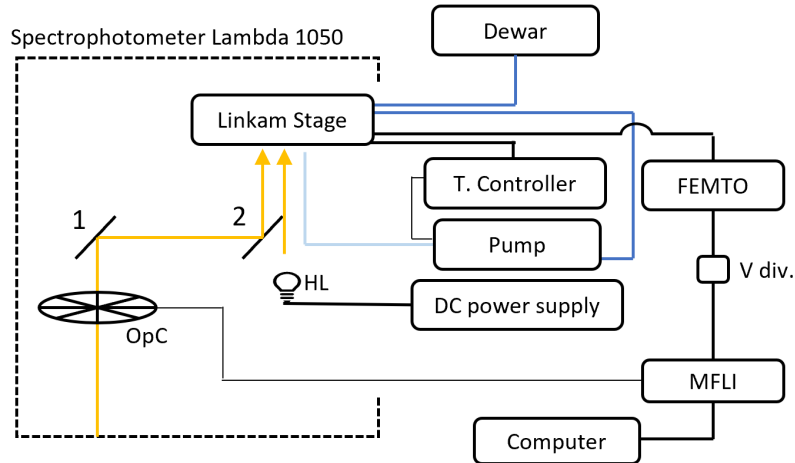 Spectrophotometer Lambda 1050
Dewar
Linkam Stage
T. Controller
FEMTO
1
2
Pump
V div.
HL
DC power supply
OpC
MFLI
Computer